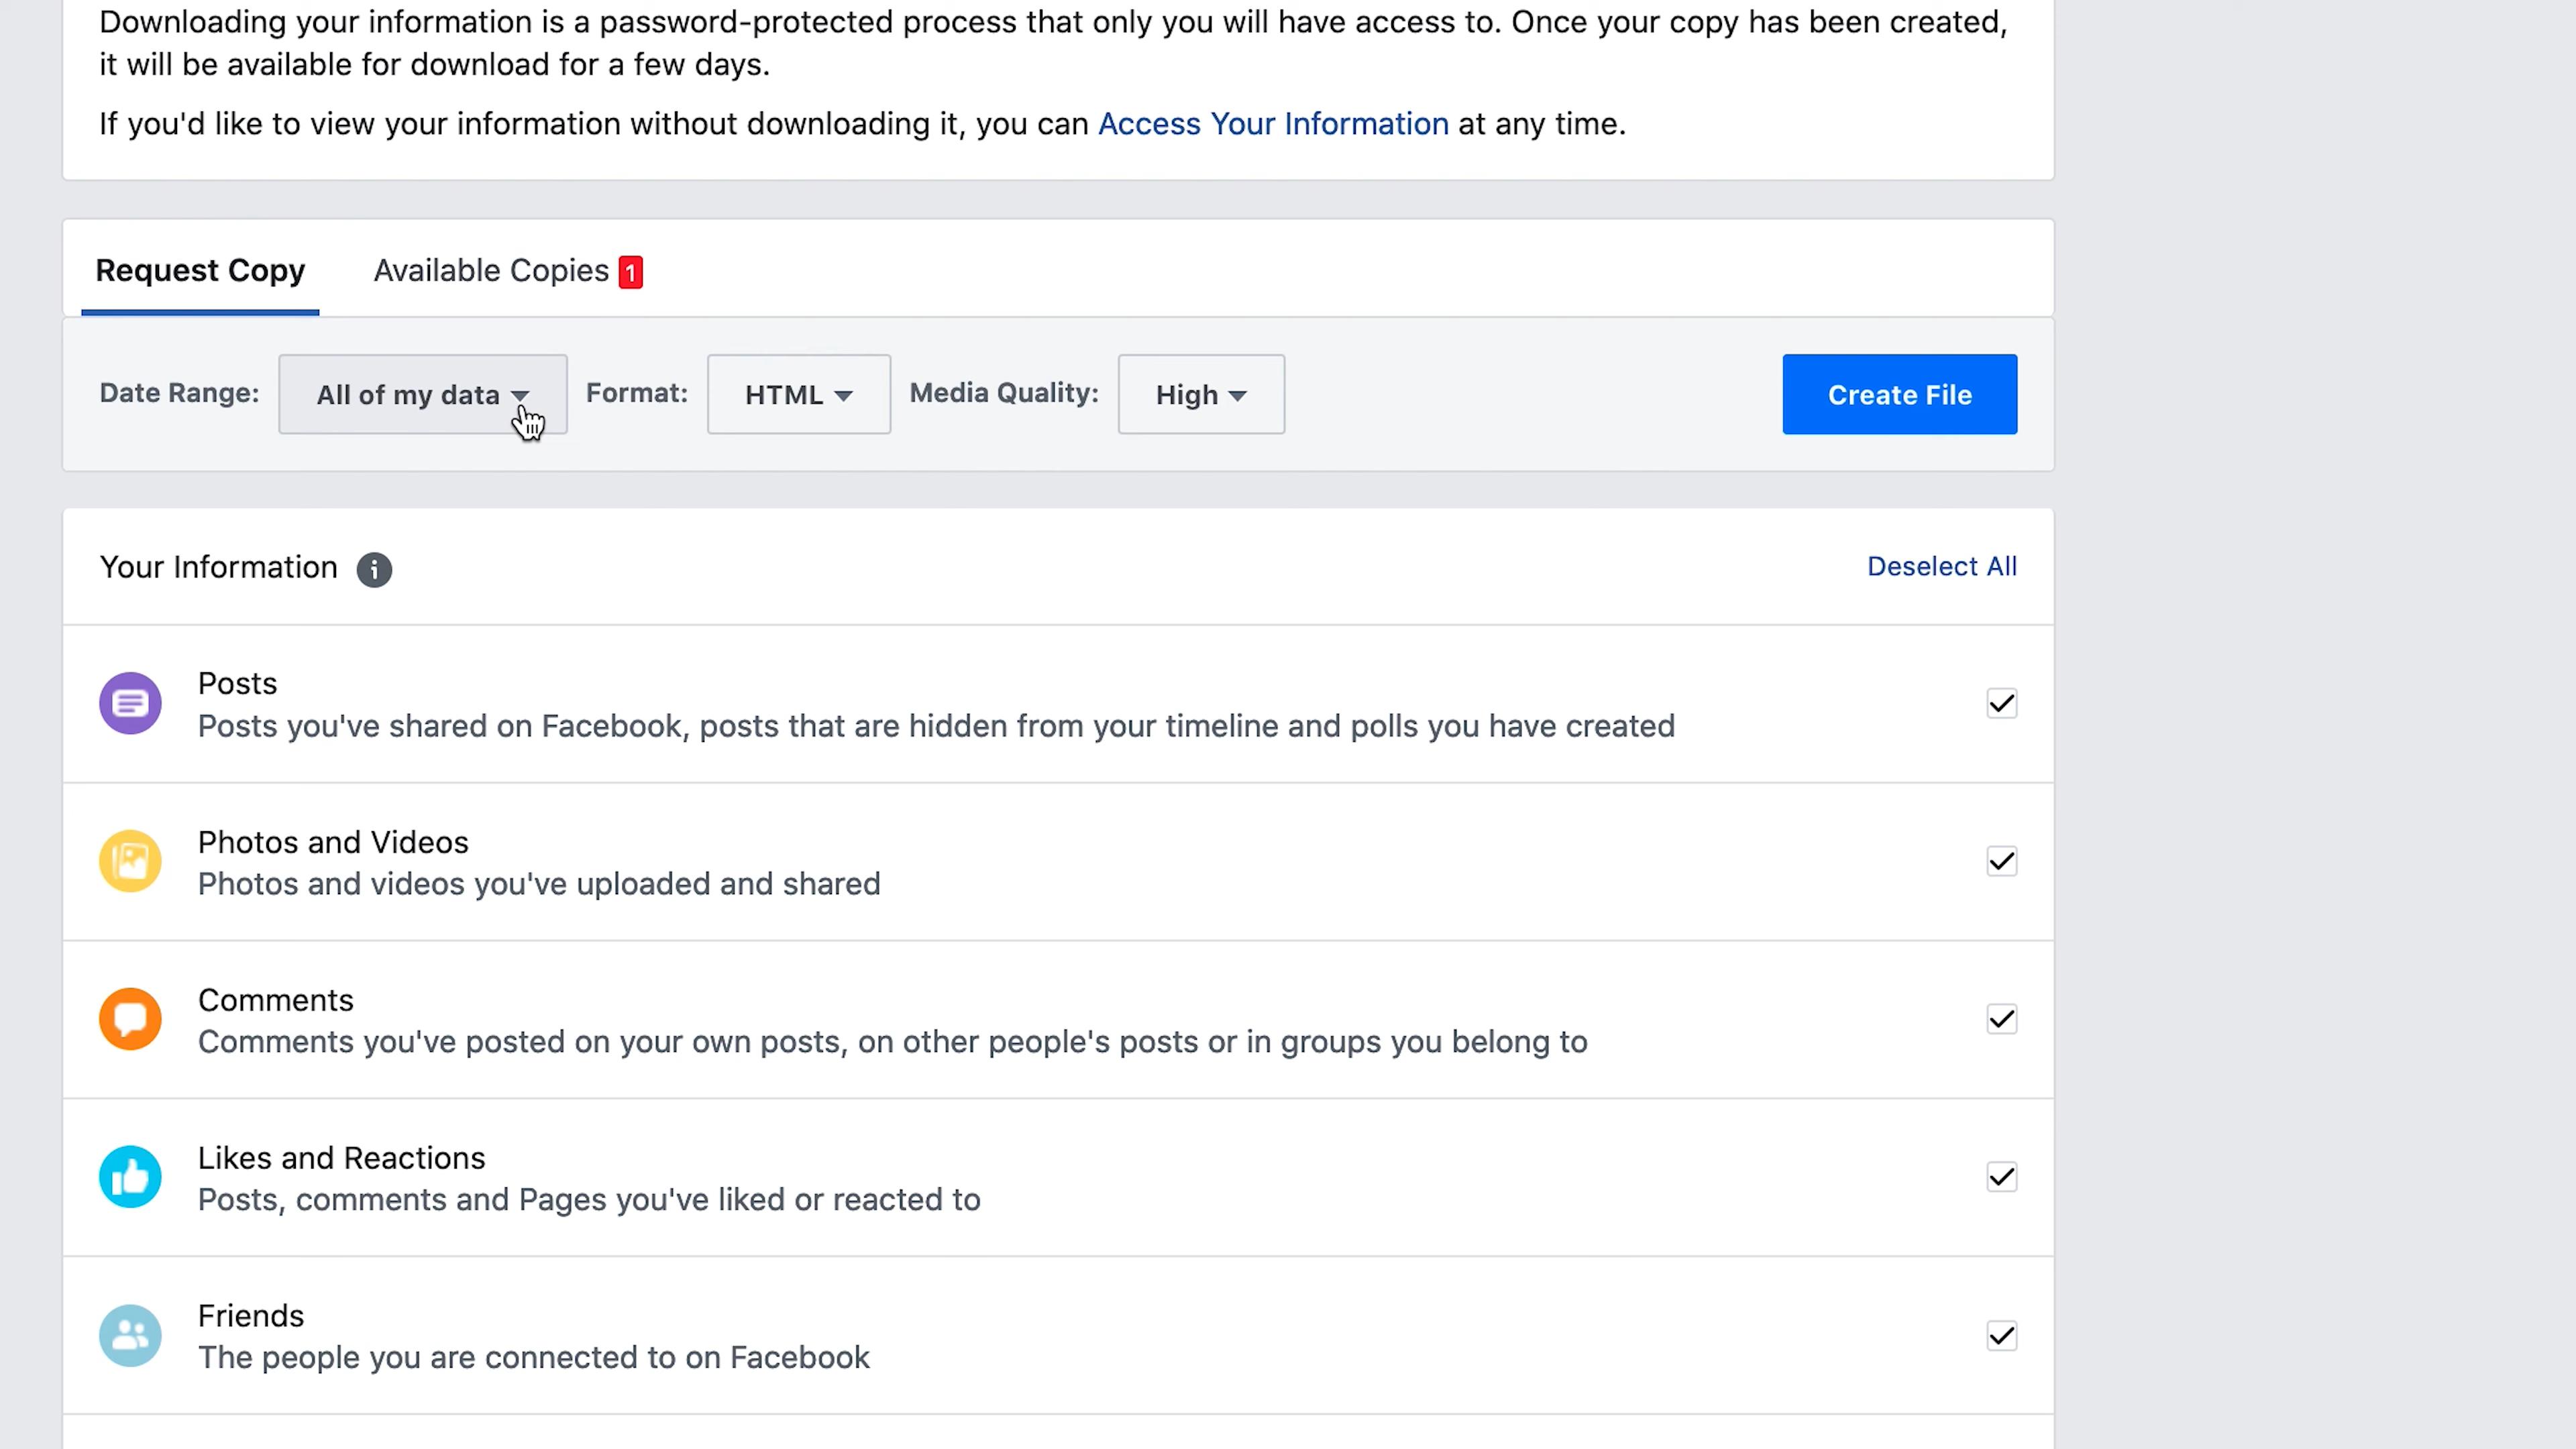 Downloading your information is a password-protected process that only you will have access to. Once your copy has been created,
it will be available for download for a few days.
If you'd like to view your information without downloading it, you can Access Your Information at any time.
Request Copy Available Copies 1
Date Range: All of my data Format: HTML Media Quality: High Create File
Your Information Deselect All
Posts
Posts you've shared on Facebook, posts that are hidden from your timeline and polls you have created
Photos and Videos
Photos and videos you've uploaded and shared
Comments
Comments you've posted on your own posts, on other people's posts or in groups you belong to
Likes and Reactions
Posts, comments and Pages you've liked or reacted to
Friends
The people you are connected to on Facebook